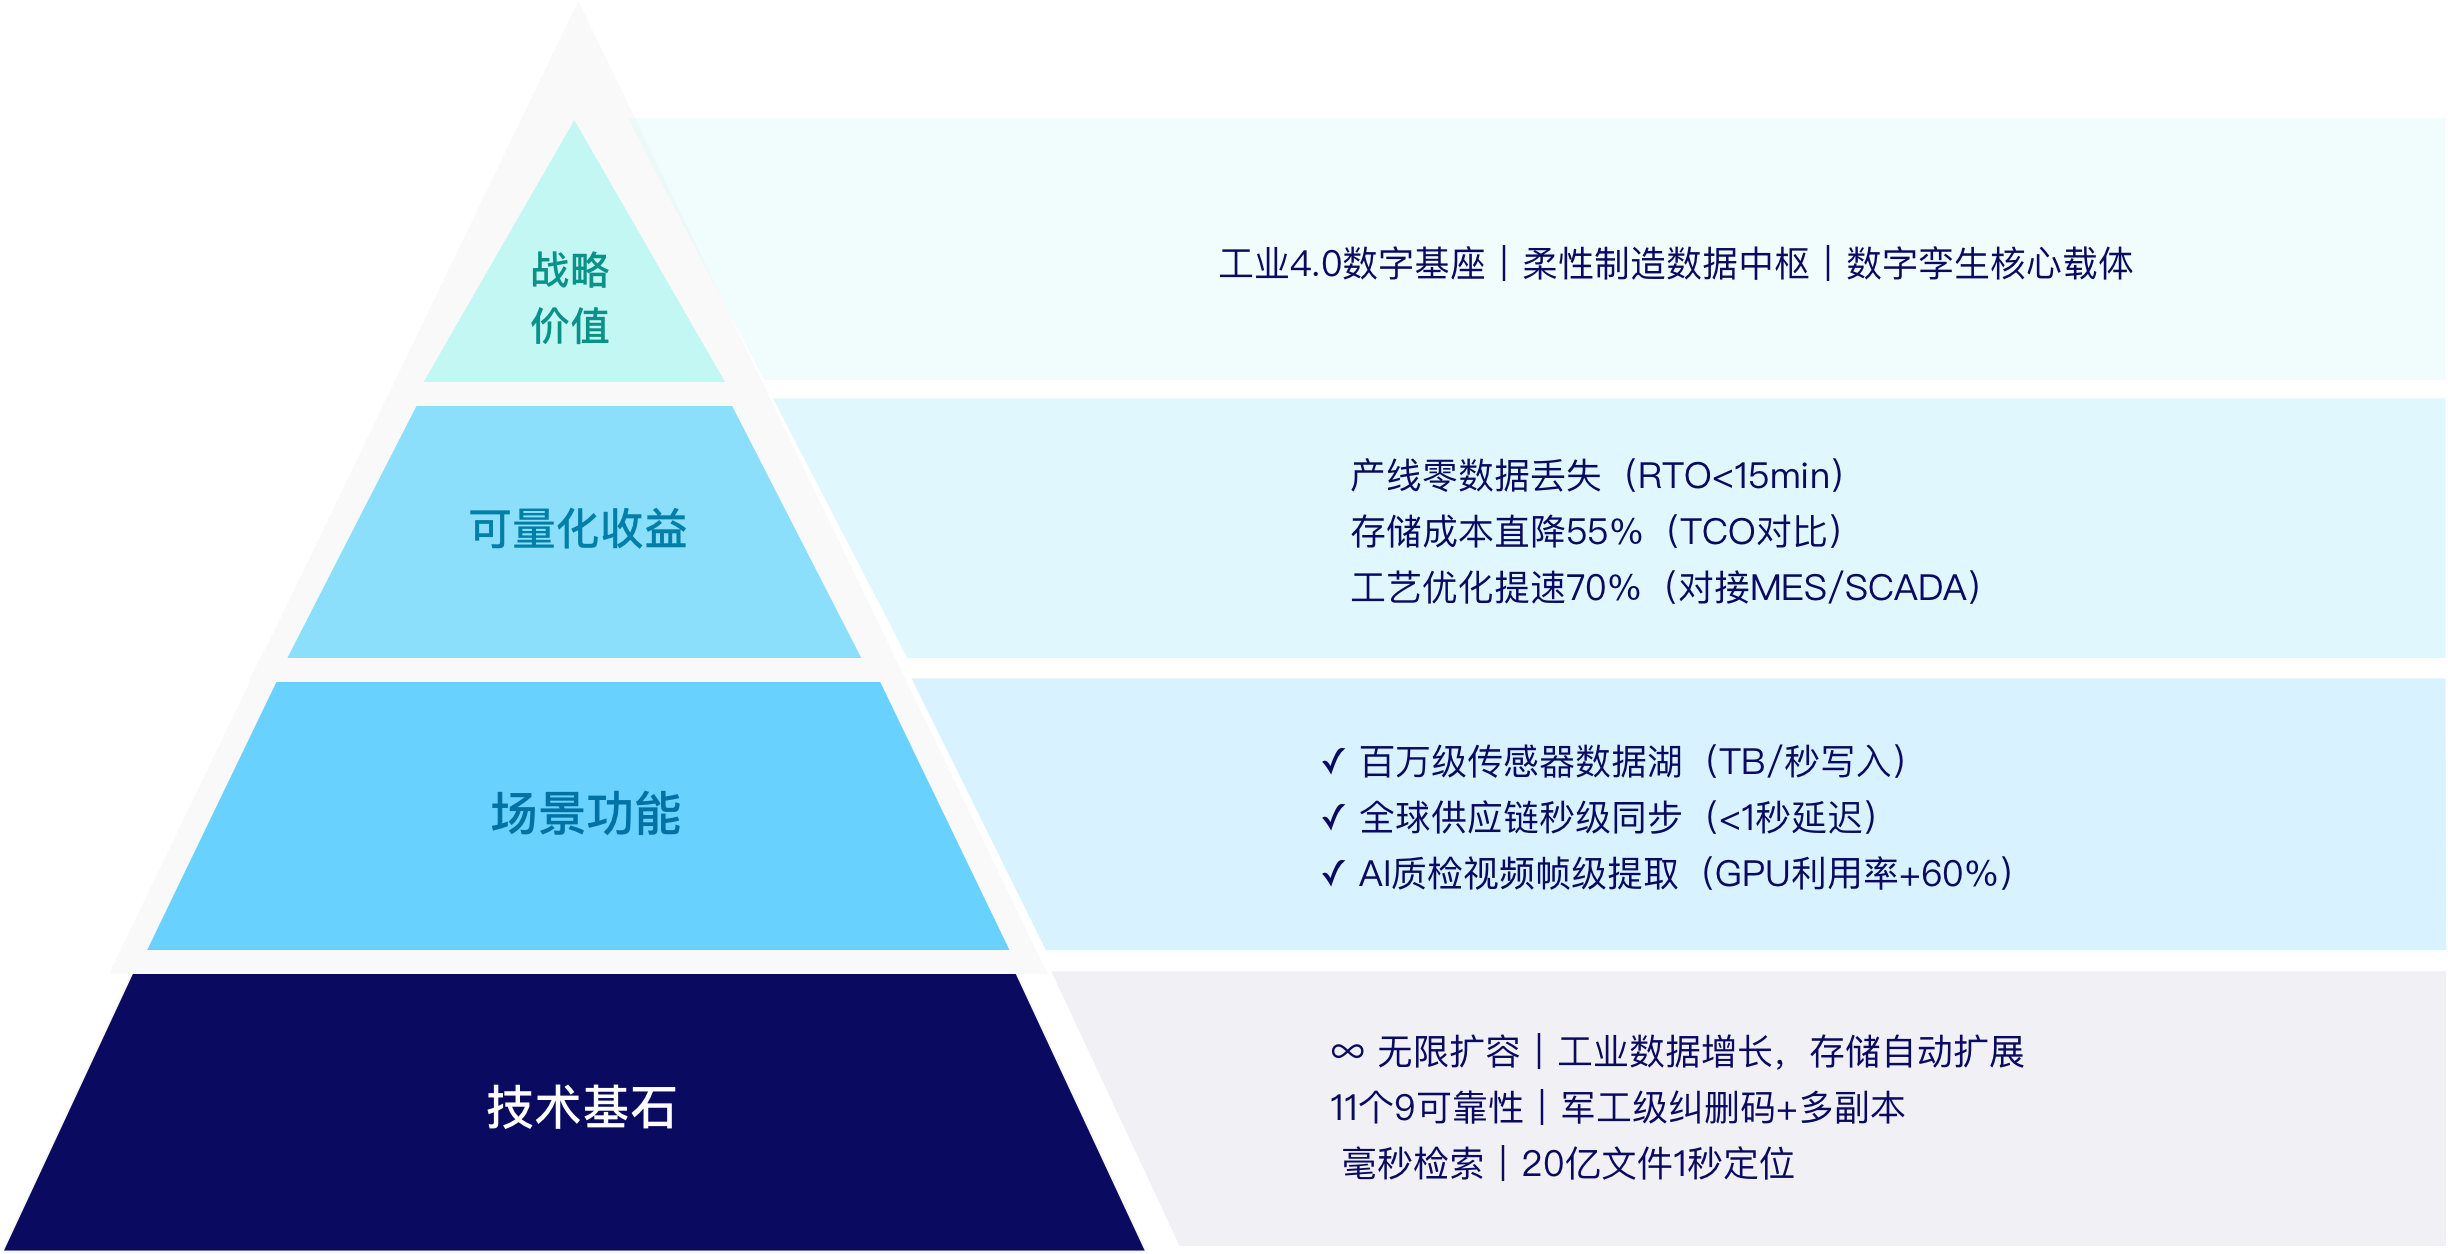 战略
价值
工业4.0数字基座｜柔性制造数据中枢｜数字孪生核心载体
可量化收益
产线零数据丢失（RTO<15min）
存储成本直降55%（TCO对比）
工艺优化提速70%（对接MES/SCADA）
场景功能
✓ 百万级传感器数据湖（TB/秒写入）
✓ 全球供应链秒级同步（<1秒延迟）
✓ AI质检视频帧级提取（GPU利用率+60%）
技术基石
∞ 无限扩容｜工业数据增长，存储自动扩展
11个9可靠性｜军工级纠删码+多副本
毫秒检索｜20亿文件1秒定位